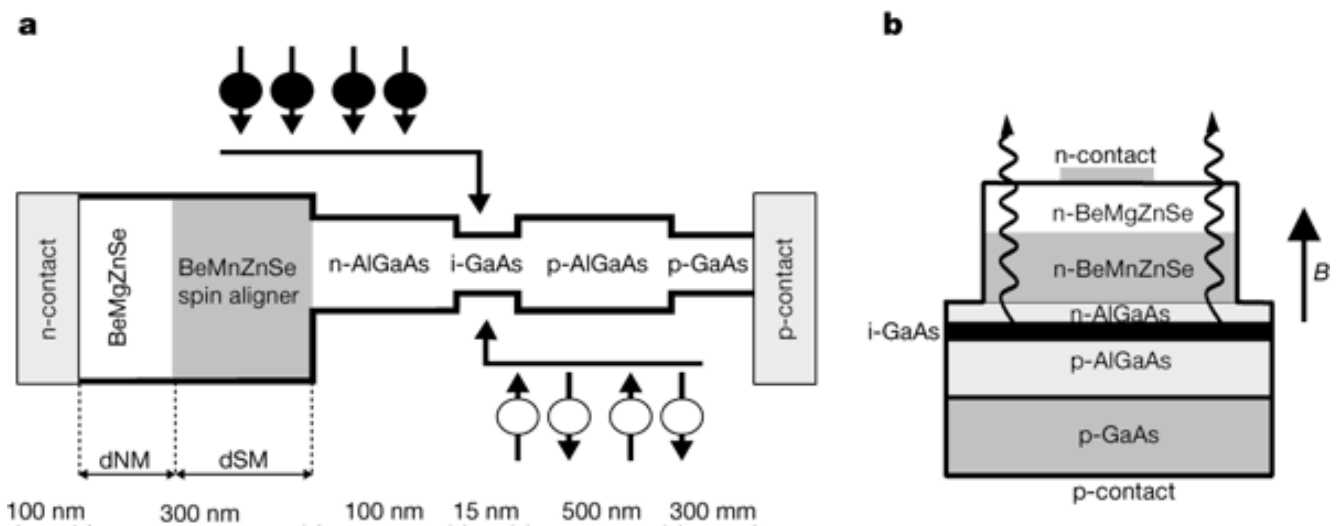 a
n-contact
BeMgZnSe
BeMnZnSe
spin aligner
n-AlGaAs
i-GaAs
p-AlGaAs
p-GaAs
p-contact
dNM
dSM
100 nm
300 nm
100 nm
15 nm
500 nm
300 mm
b
n-contact
n-BeMgZnSe
n-BeMnZnSe
B
n-AlGaAs
i-GaAs
p-AlGaAs
p-GaAs
p-contact